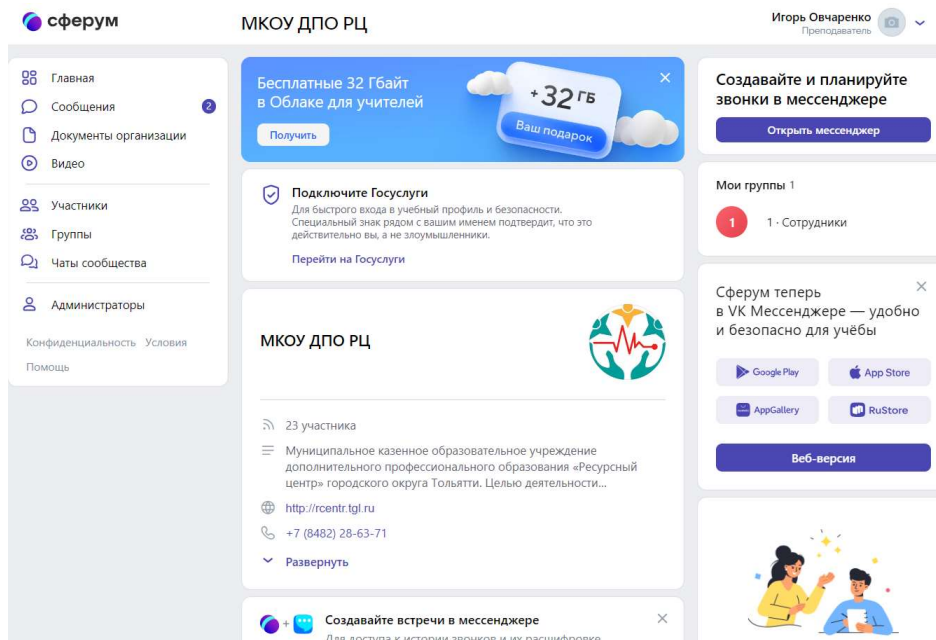 сферум
МКОУ ДПО РЦ
Игорь Овчаренко
Преподаватель
Главная
Сообщения 2
Документы организации
Видео
Участники
Группы
Чаты сообщества
Администраторы
Конфиденциальность Условия
Помощь
Бесплатные 32 Гбайт
в Облаке для учителей
Получить
+32 ГБ
Ваш подарок
Подключите Госуслуги
Для быстрого входа в учебный профиль и безопасности.
Специальный знак рядом с вашим именем подтвердит, что это
действительно вы, а не злоумышленники.
Перейти на Госуслуги
МКОУ ДПО РЦ
23 участника
Муниципальное казенное образовательное учреждение
дополнительного профессионального образования «Ресурсный
центр» городского округа Тольятти. Целью деятельности...
http://rcentr.tgl.ru
+7 (8482) 28-63-71
Развернуть
Создавайте встречи в мессенджере
Для доступа к истории звонков и их расшифровке
Создавайте и планируйте
звонки в мессенджере
Открыть мессенджер
Мои группы 1
1 1 · Сотрудники
Сферум теперь
в VK Мессенджере — удобно
и безопасно для учёбы
Google Play
App Store
AppGallery
RuStore
Веб-версия